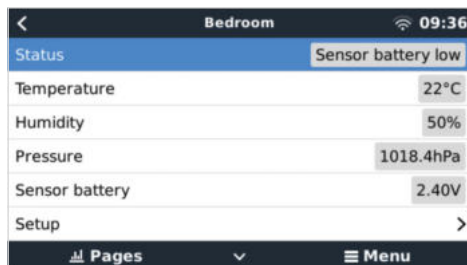 Bedroom 09:36
Status Sensor battery low
Temperature 22°C
Humidity 50%
Pressure 1018.4hPa
Sensor battery 2.40V
Setup
Pages Menu